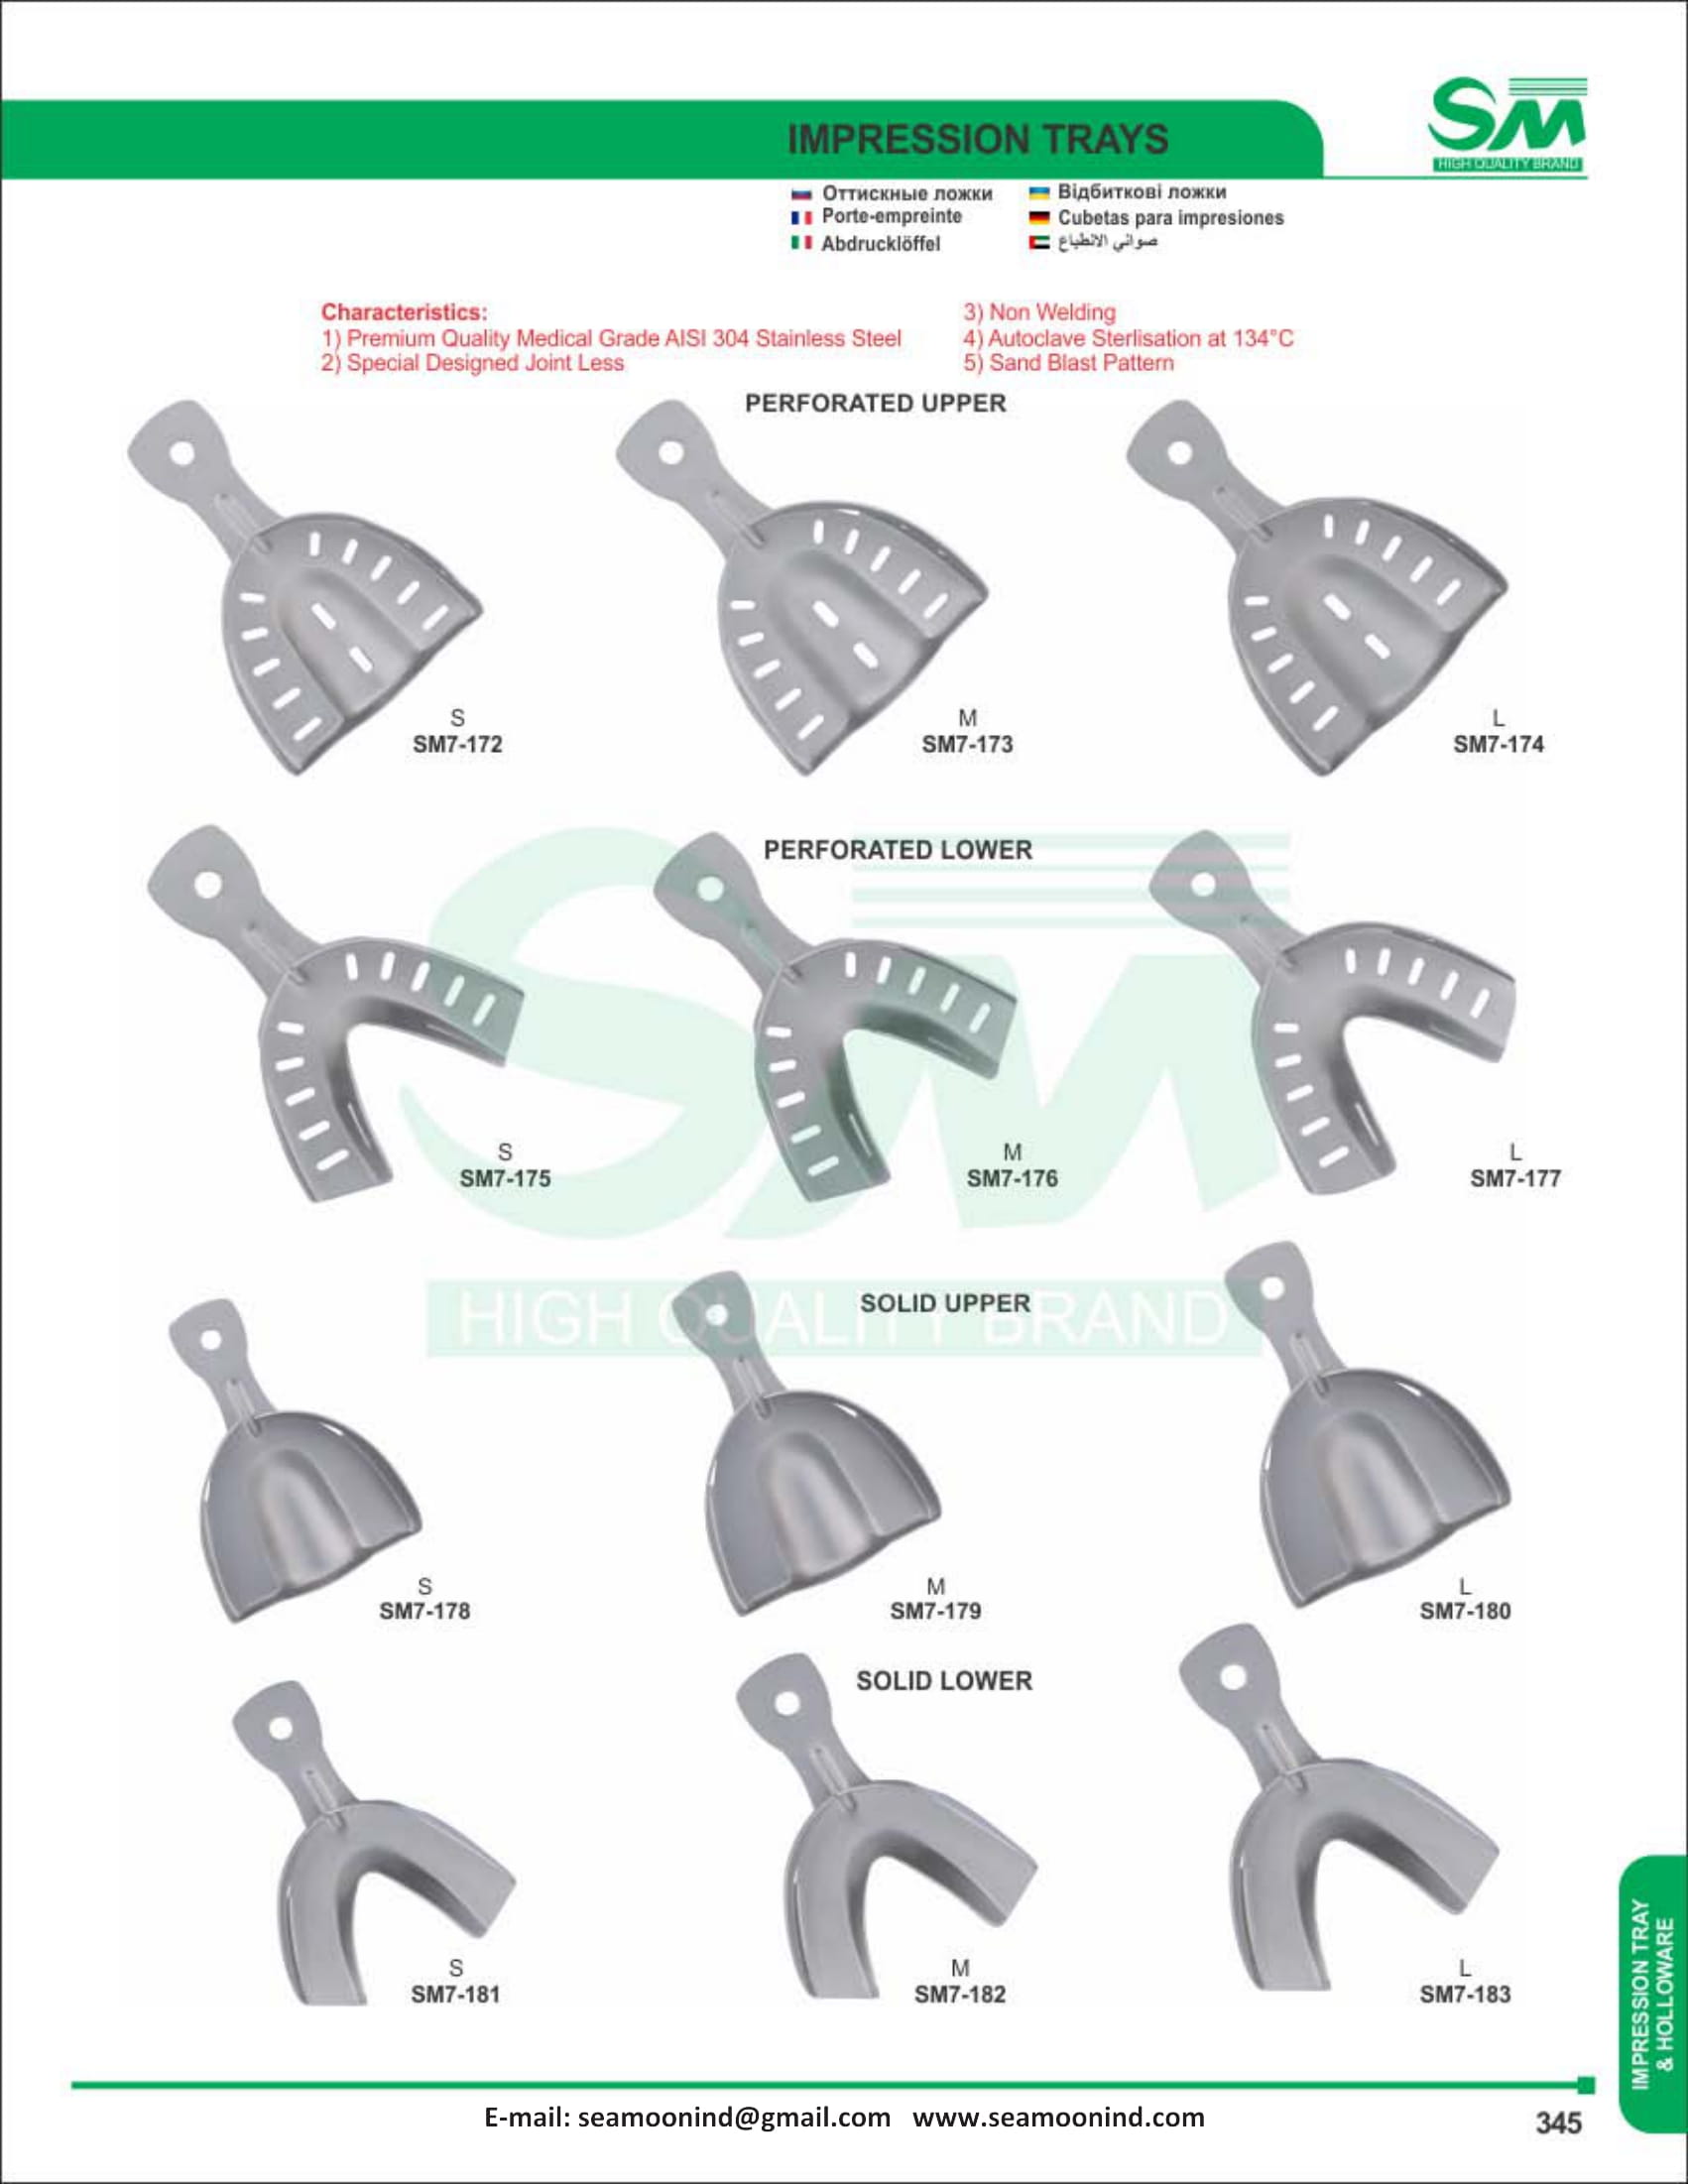 IMPRESSION TRAYS
SM
HIGH QUALITY BRAND
Оттискные ложки
Відбиткові ложки
Porte-empreinte
Cubetas para impresiones
Abdrucklöffel
صواني الانطباع
Characteristics:
1) Premium Quality Medical Grade AISI 304 Stainless Steel
2) Special Designed Joint Less
3) Non Welding
4) Autoclave Sterlisation at 134°C
5) Sand Blast Pattern
PERFORATED UPPER
S
SM7-172
M
SM7-173
L
SM7-174
PERFORATED LOWER
S
SM7-175
M
SM7-176
L
SM7-177
SM
HIGH QUALITY BRAND
SOLID UPPER
S
SM7-178
M
SM7-179
L
SM7-180
SOLID LOWER
S
SM7-181
M
SM7-182
L
SM7-183
IMPRESSION TRAY
& HOLLOWARE
E-mail: seamoonind@gmail.com www.seamoonind.com
345